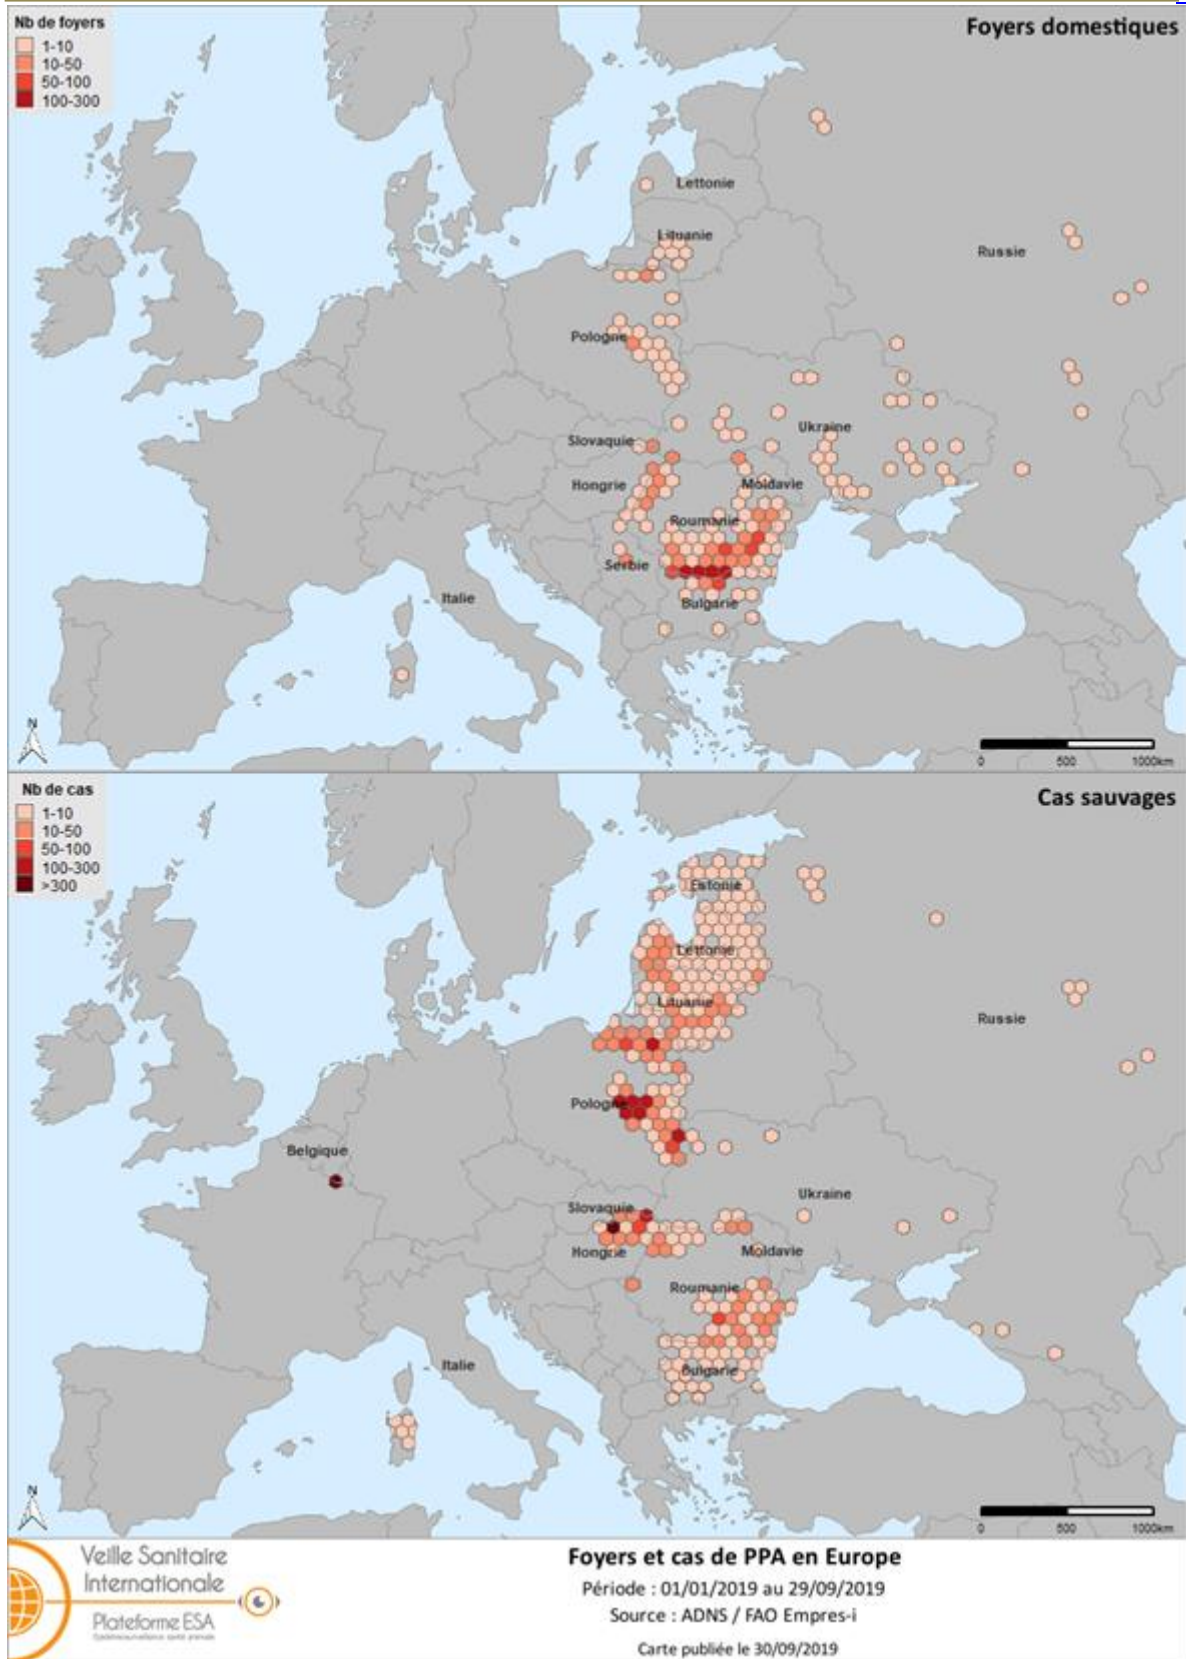 Nb de foyers
1-10
10-50
50-100
100-300
Foyers domestiques
Lettonie
Lituanie
Russie
Pologne
Ukraine
Slovaquie
Hongrie
Moldavie
Roumanie
Serbie
Italie
Bulgarie
N
0 500 1000km
Nb de cas
1-10
10-50
50-100
100-300
>300
Cas sauvages
Estonie
Lettonie
Lituanie
Russie
Pologne
Belgique
Ukraine
Slovaquie
Hongrie
Moldavie
Roumanie
Italie
Bulgarie
N
0 500 1000km
Veille Sanitaire
Internationale
Plateforme ESA
Foyers et cas de PPA en Europe
Période : 01/01/2019 au 29/09/2019
Source : ADNS / FAO Empres-i
Carte publiée le 30/09/2019